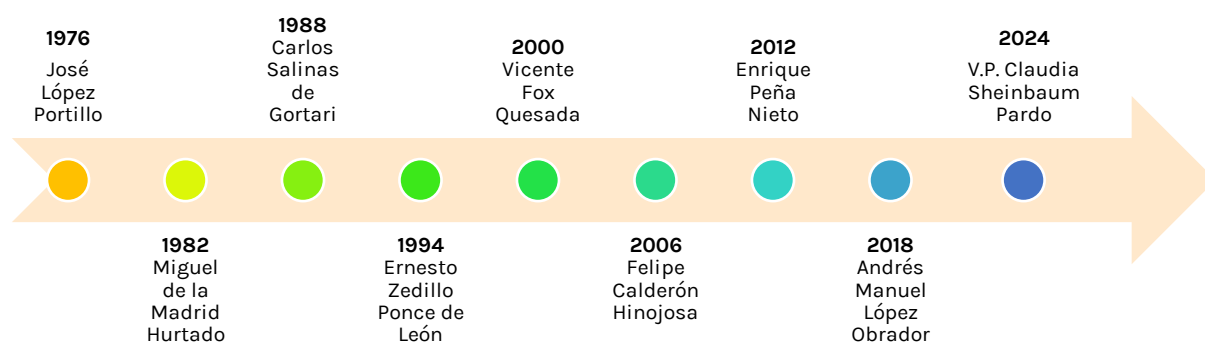 1976
José
López
Portillo
1982
Miguel
de la
Madrid
Hurtado
1988
Carlos
Salinas
de
Gortari
1994
Ernesto
Zedillo
Ponce de
León
2000
Vicente
Fox
Quesada
2006
Felipe
Calderón
Hinojosa
2012
Enrique
Peña
Nieto
2018
Andrés
Manuel
López
Obrador
2024
V.P. Claudia
Sheinbaum
Pardo